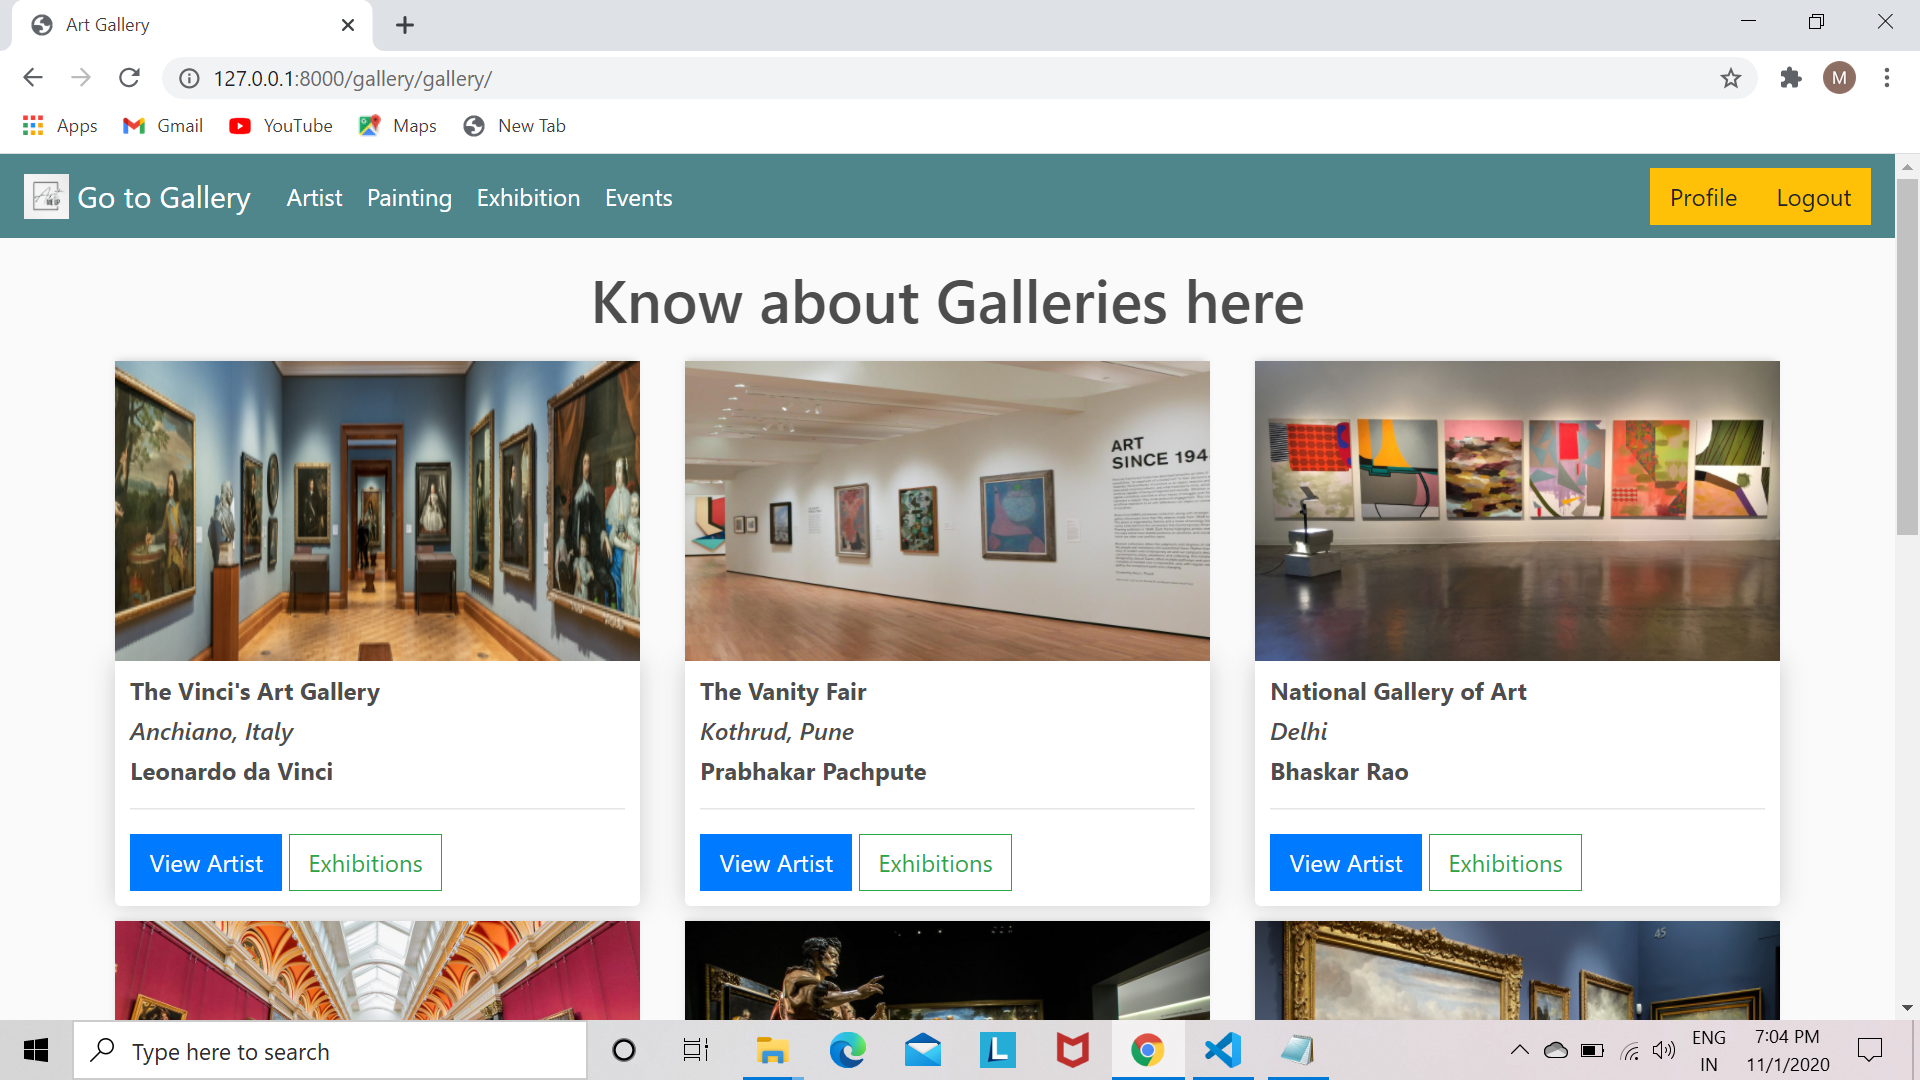 Art Gallery
127.0.0.1:8000/gallery/gallery/
M
Apps Gmail YouTube Maps New Tab
Go to Gallery Artist Painting Exhibition Events Profile Logout
Know about Galleries here
ART
SINCE 194
The Vinci's Art Gallery
Anchiano, Italy
Leonardo da Vinci
View Artist Exhibitions
The Vanity Fair
Kothrud, Pune
Prabhakar Pachpute
View Artist Exhibitions
National Gallery of Art
Delhi
Bhaskar Rao
View Artist Exhibitions
45
Type here to search
L
ENG
IN
7:04 PM
11/1/2020